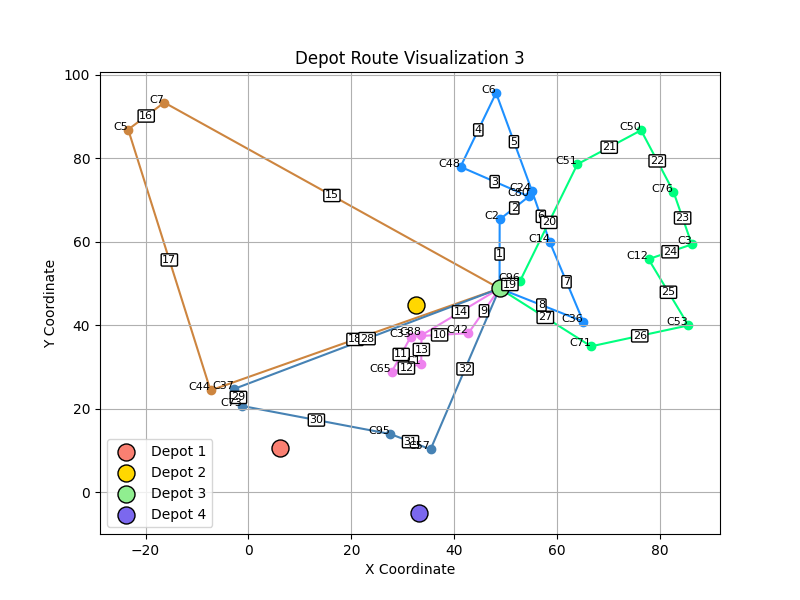 Depot Route Visualization 3
100
80
60
40
20
0
Y Coordinate
−20
0
20
40
60
80
X Coordinate
C6
C7
C5
16
4
5
C50
21
C51
22
C48
3
C24
C80
C76
15
2
C2
6
20
23
C14
C3
1
24
C12
17
C96
19
7
25
8
27
14
9
C36
C53
C33
C38
10
C42
26
18
28
C71
11
13
12
C65
32
C44
C37
29
C73
30
C95
31
C57
Depot 1
Depot 2
Depot 3
Depot 4